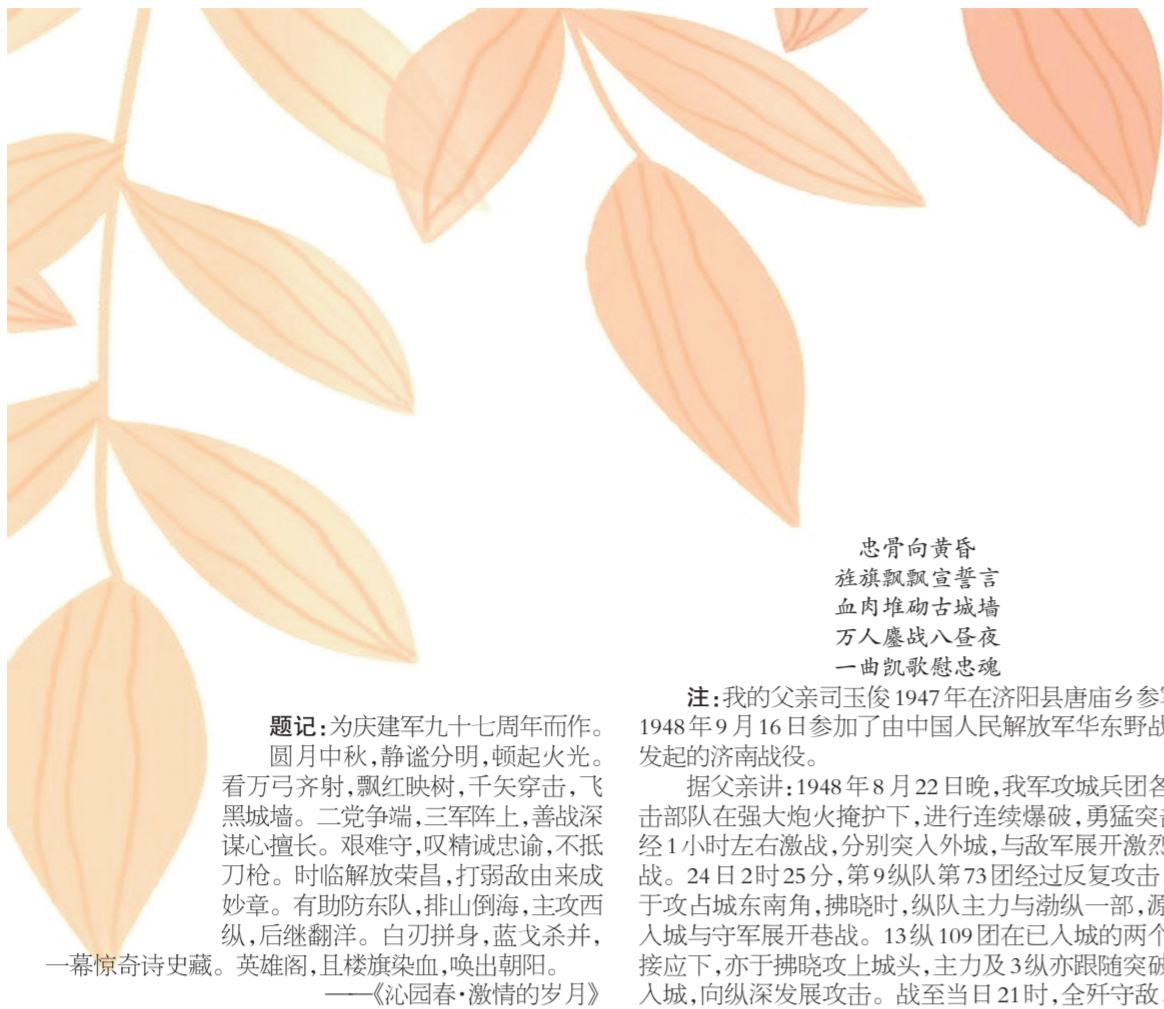 题记:为庆建军九十七周年而作。
圆月中秋,静谧分明,顿起火光。
看万弓齐射,飘红映树,千矢穿击,飞
黑城墙。二党争端,三军阵上,善战深
谋心擅长。艰难守,叹精诚忠谕,不抵
刀枪。时临解放荣昌,打弱敌由来成
妙章。有助防东队,排山倒海,主攻西
纵,后继翻洋。白刃拼身,蓝戈杀并,
一幕惊奇诗史藏。英雄阁,且楼旗染血,唤出朝阳。
——《沁园春·激情的岁月》
忠骨向黄昏
旌旗飘飘宣誓言
血肉堆砌古城墙
万人鏖战八昼夜
一曲凯歌慰忠魂
注:我的父亲司玉俊1947年在济阳县唐庙乡参
1948年9月16日参加了由中国人民解放军华东野战
发起的济南战役。
据父亲讲:1948年8月22日晚,我军攻城兵团各
击部队在强大炮火掩护下,进行连续爆破,勇猛突
经1小时左右激战,分别突入外城,与敌军展开激烈
战。24日2时25分,第9纵队第73团经过反复攻击
于攻占城东南角,拂晓时,纵队主力与渤纵一部,源
入城与守军展开巷战。13纵109团在已入城的两个
接应下,亦于拂晓攻上城头,主力及3纵亦跟随突破
入城,向纵深发展攻击。战至当日21时,全歼守敌